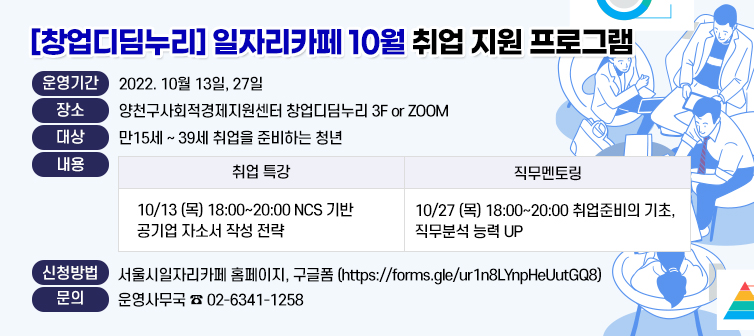 [창업디딤누리] 일자리카페 10월 취업 지원 프로그램
운영기간 2022. 10월 13일, 27일
장소 양천구사회적경제지원센터 창업디딤누리 3F or ZOOM
대상 만15세 ~ 39세 취업을 준비하는 청년
내용
취업 특강 직무멘토링
10/13 (목) 18:00~20:00 NCS 기반
공기업 자소서 작성 전략
10/27 (목) 18:00~20:00 취업준비의 기초,
직무분석 능력 UP
신청방법 서울시일자리카페 홈페이지, 구글폼 (https://forms.gle/ur1n8LYnpHeUutGQ8)
문의 운영사무국 ☎ 02-6341-1258